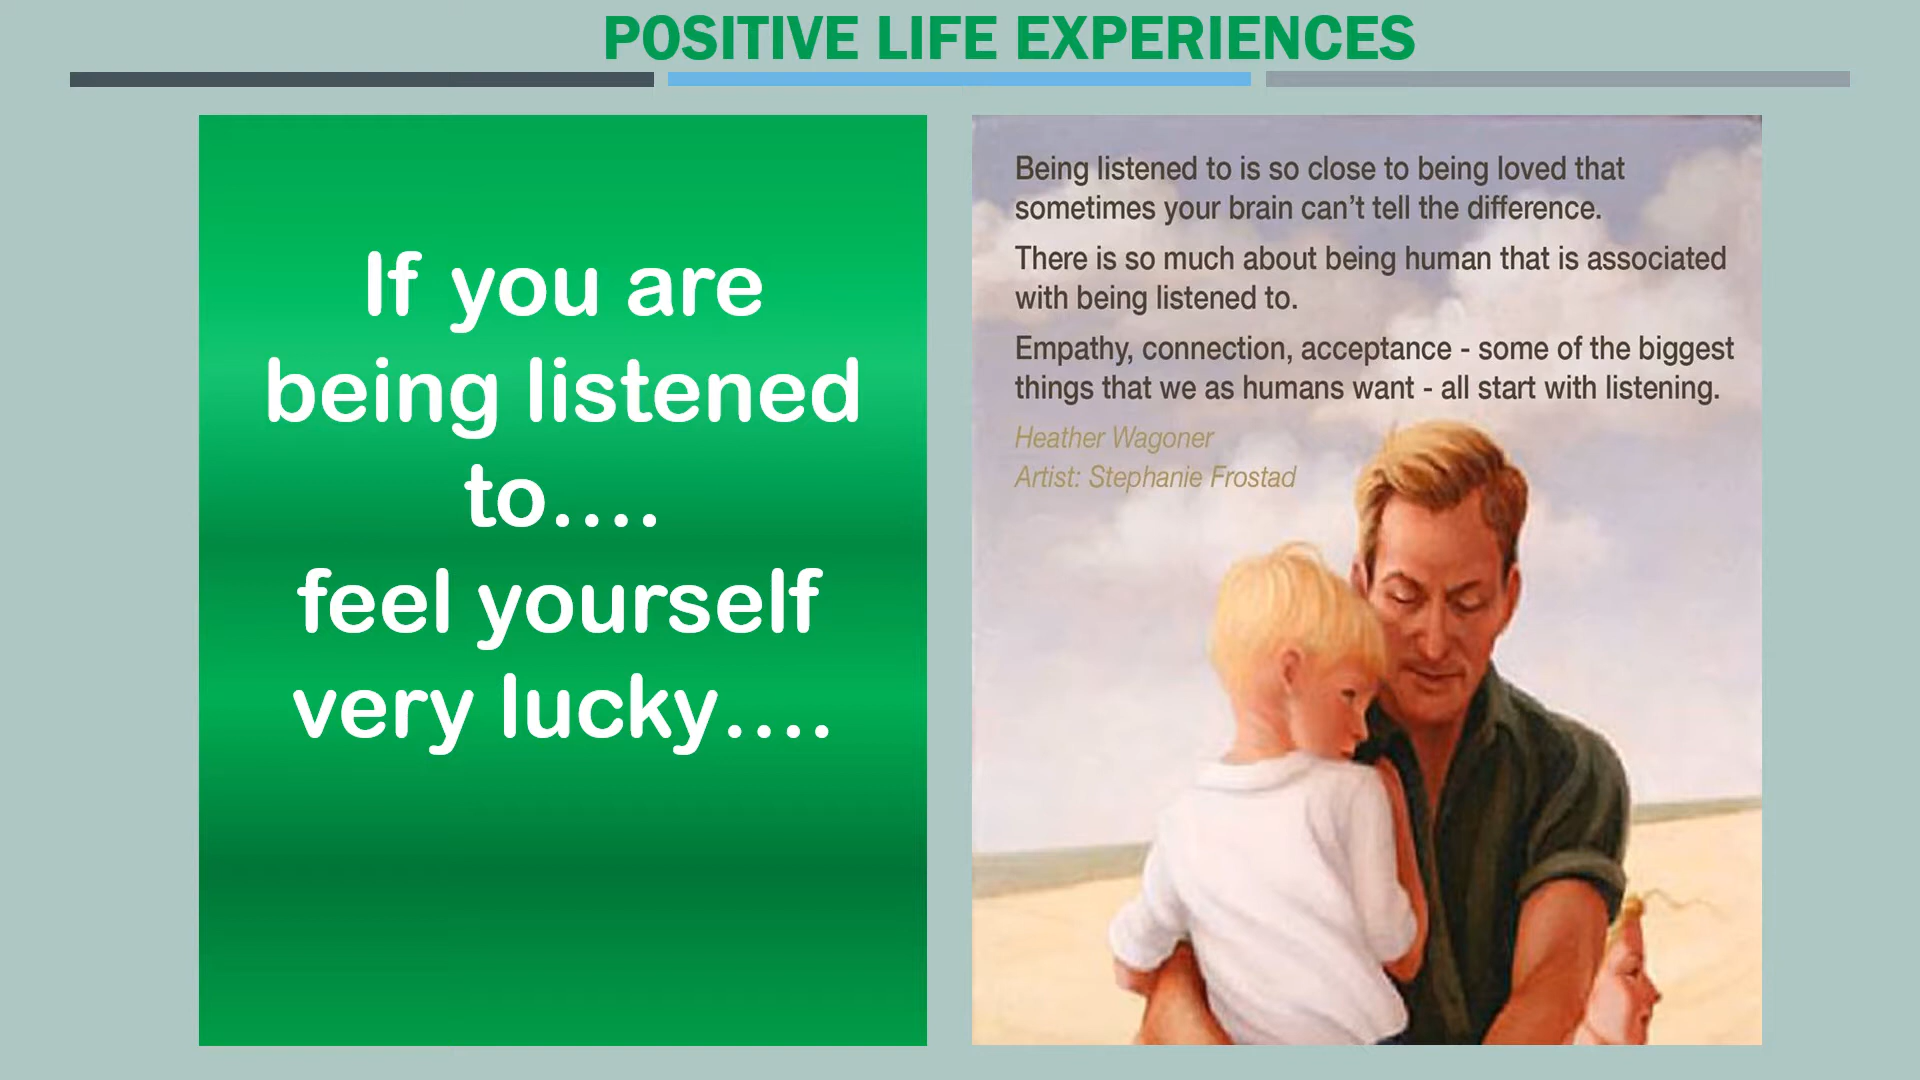 POSITIVE LIFE EXPERIENCES
If you are
being listened
to....
feel yourself
very lucky....
Being listened to is so close to being loved that
sometimes your brain can’t tell the difference.
There is so much about being human that is associated
with being listened to.
Empathy, connection, acceptance - some of the biggest
things that we as humans want - all start with listening.
Heather Wagoner
Artist: Stephanie Frostad